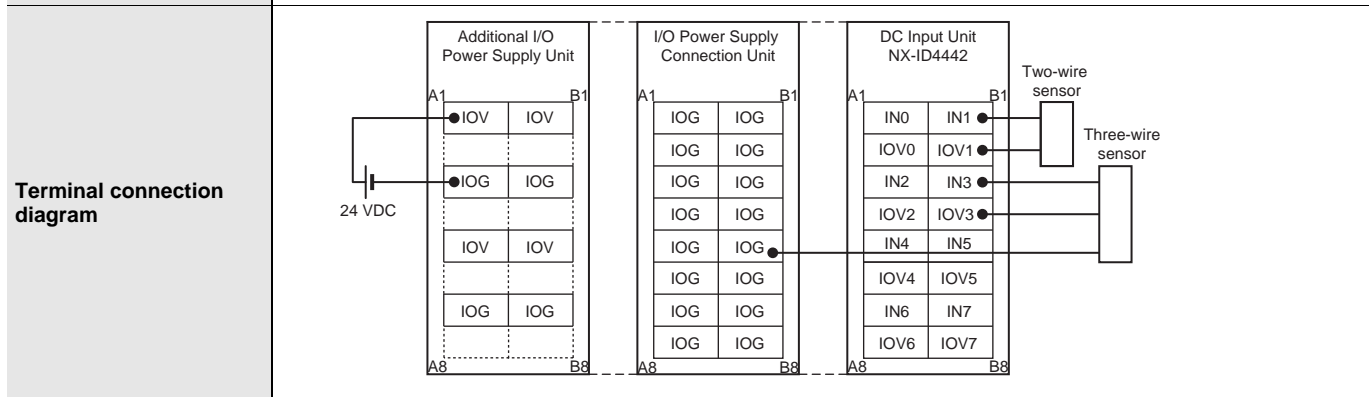 Terminal connection
diagram
Additional I/O
Power Supply Unit
A1 B1
IOV IOV
IOG IOG
IOV IOV
IOG IOG
A8 B8
24 VDC
I/O Power Supply
Connection Unit
A1 B1
IOG IOG
IOG IOG
IOG IOG
IOG IOG
IOG IOG
IOG IOG
IOG IOG
IOG IOG
A8 B8
DC Input Unit
NX-ID4442
A1 B1
IN0 IN1
IOV0 IOV1
IN2 IN3
IOV2 IOV3
IN4 IN5
IOV4 IOV5
IN6 IN7
IOV6 IOV7
A8 B8
Two-wire
sensor
Three-wire
sensor